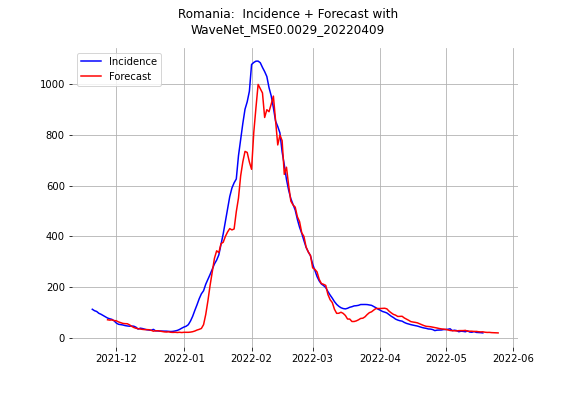 Romania:  Incidence + Forecast with
WaveNet_MSE0.0029_20220409
Incidence
Forecast
1000
800
600
400
200
0
2021-12 2022-01 2022-02 2022-03 2022-04 2022-05 2022-06